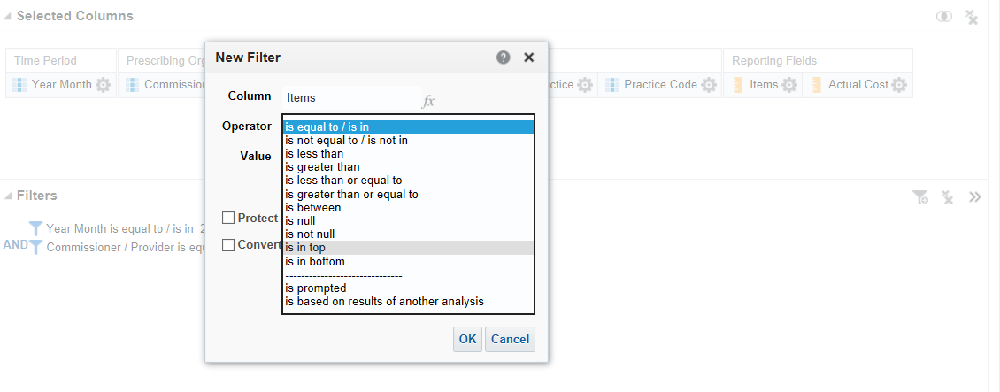 Selected Columns
Time Period
Prescribing Org
Reporting Fields
Year Month
Commissioner
ctice
Practice Code
Items
Actual Cost
New Filter
Column
Items
fx
Operator
is equal to / is in
is not equal to / is not in
Value
is less than
is greater than
is less than or equal to
is greater than or equal to
is between
is null
is not null
is in top
is in bottom
------------------------------
is prompted
is based on results of another analysis
Protect
Convert
OK
Cancel
Filters
Year Month is equal to / is in 2
AND
Commissioner / Provider is equ